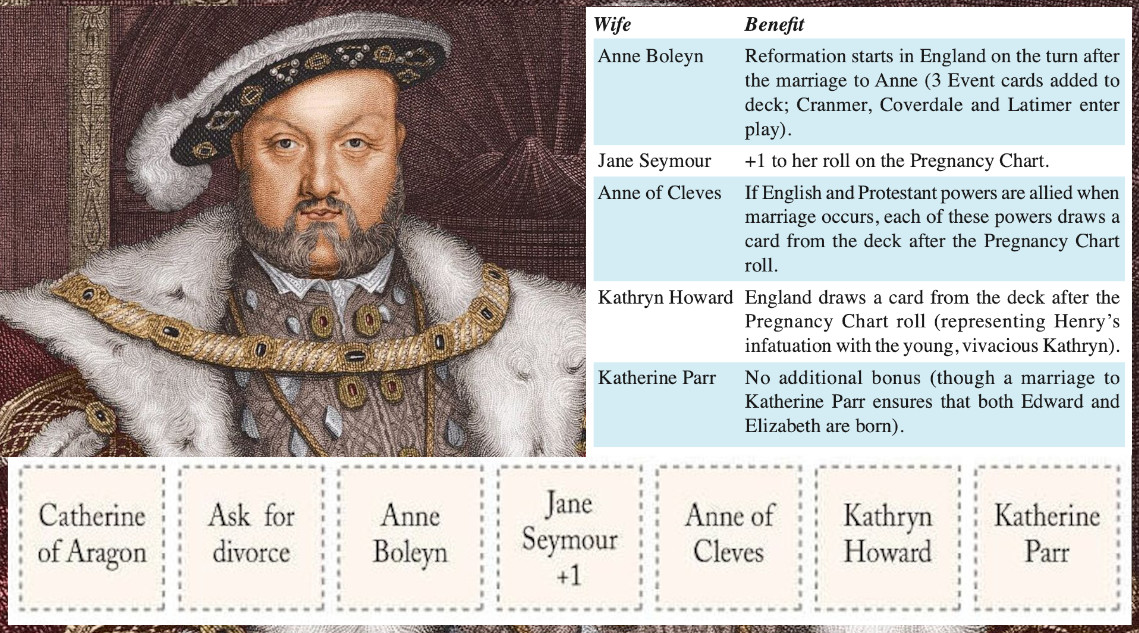 Wife Benefit
Anne Boleyn Reformation starts in England on the turn after
the marriage to Anne (3 Event cards added to
deck; Cranmer, Coverdale and Latimer enter
play).
Jane Seymour +1 to her roll on the Pregnancy Chart.
Anne of Cleves If English and Protestant powers are allied when
marriage occurs, each of these powers draws a
card from the deck after the Pregnancy Chart
roll.
Kathryn Howard England draws a card from the deck after the
Pregnancy Chart roll (representing Henry’s
infatuation with the young, vivacious Kathryn).
Katherine Parr No additional bonus (though a marriage to
Katherine Parr ensures that both Edward and
Elizabeth are born).
Catherine
of Aragon
Ask for
divorce
Anne
Boleyn
Jane
Seymour
+1
Anne of
Cleves
Kathryn
Howard
Katherine
Parr